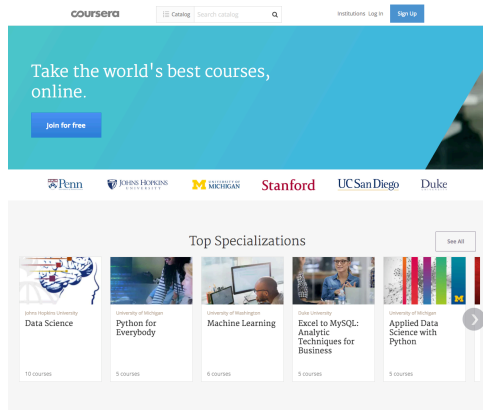 coursera
Catalog
Search catalog
Institutions
Log In
Sign Up
Take the world's best courses,
online.
Join for free
Penn
JOHNS HOPKINS
UNIVERSITY
M
UNIVERSITY OF
MICHIGAN
Stanford
UC San Diego
Duke
Top Specializations
See All
Johns Hopkins University
Data Science
10 courses
University of Michigan
Python for
Everybody
5 courses
University of Washington
Machine Learning
6 courses
Duke University
Excel to MySQL:
Analytic
Techniques for
Business
5 courses
M
University of Michigan
Applied Data
Science with
Python
5 courses